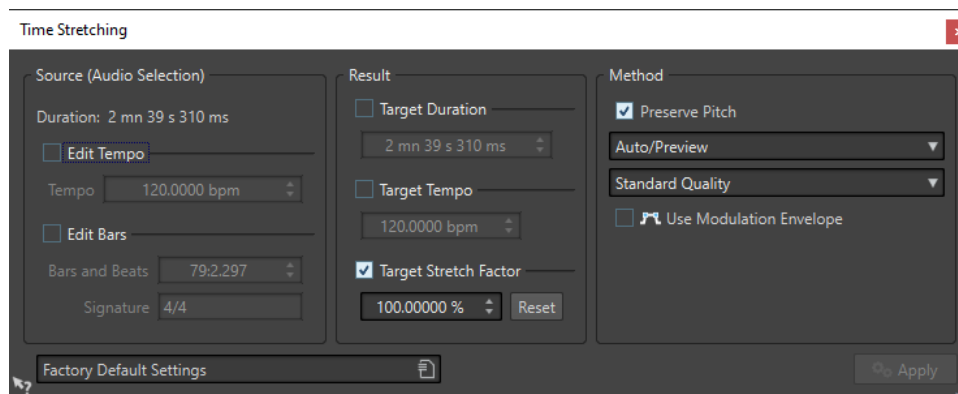 Time Stretching
Source (Audio Selection)
Duration: 2 mn 39 s 310 ms
Edit Tempo
Tempo 120.0000 bpm
Edit Bars
Bars and Beats 79:2.297
Signature 4/4
Result
Target Duration
2 mn 39 s 310 ms
Target Tempo
120.0000 bpm
Target Stretch Factor
100.00000 % Reset
Method
Preserve Pitch
Auto/Preview
Standard Quality
Use Modulation Envelope
Factory Default Settings
Apply